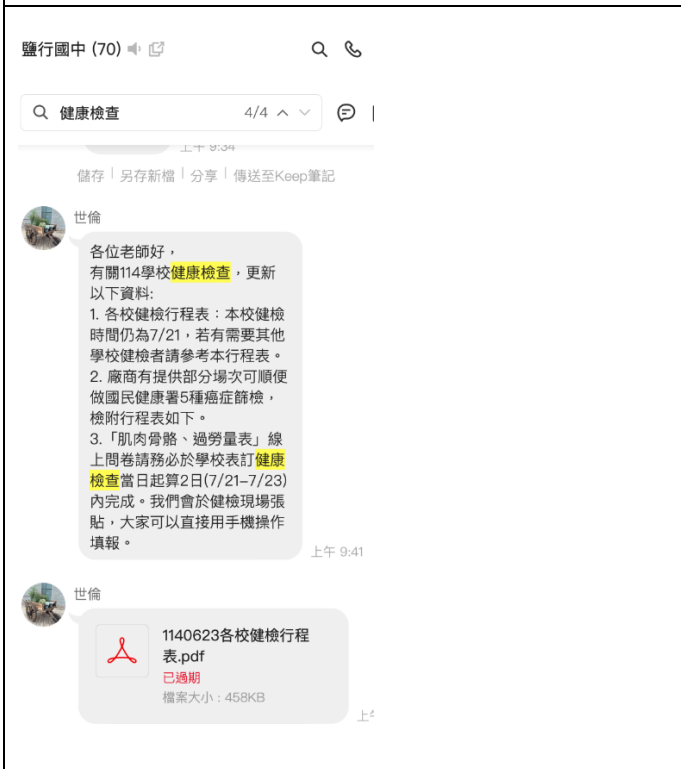 鹽行國中 (70)
健康檢查 4/4
上午 9:34
儲存 | 另存新檔 | 分享 | 傳送至Keep筆記
世倫
各位老師好，
有關114學校健康檢查，更新
以下資料:
1. 各校健檢行程表：本校健檢
時間仍為7/21，若有需要其他
學校健檢者請參考本行程表。
2. 廠商有提供部分場次可順便
做國民健康署5種癌症篩檢，
檢附行程表如下。
3.「肌肉骨骼、過勞量表」線
上問卷請務必於學校表訂健康
檢查當日起算2日(7/21–7/23)
內完成。我們會於健檢現場張
貼，大家可以直接用手機操作
填報。
上午 9:41
世倫
1140623各校健檢行程
表.pdf
已過期
檔案大小：458KB